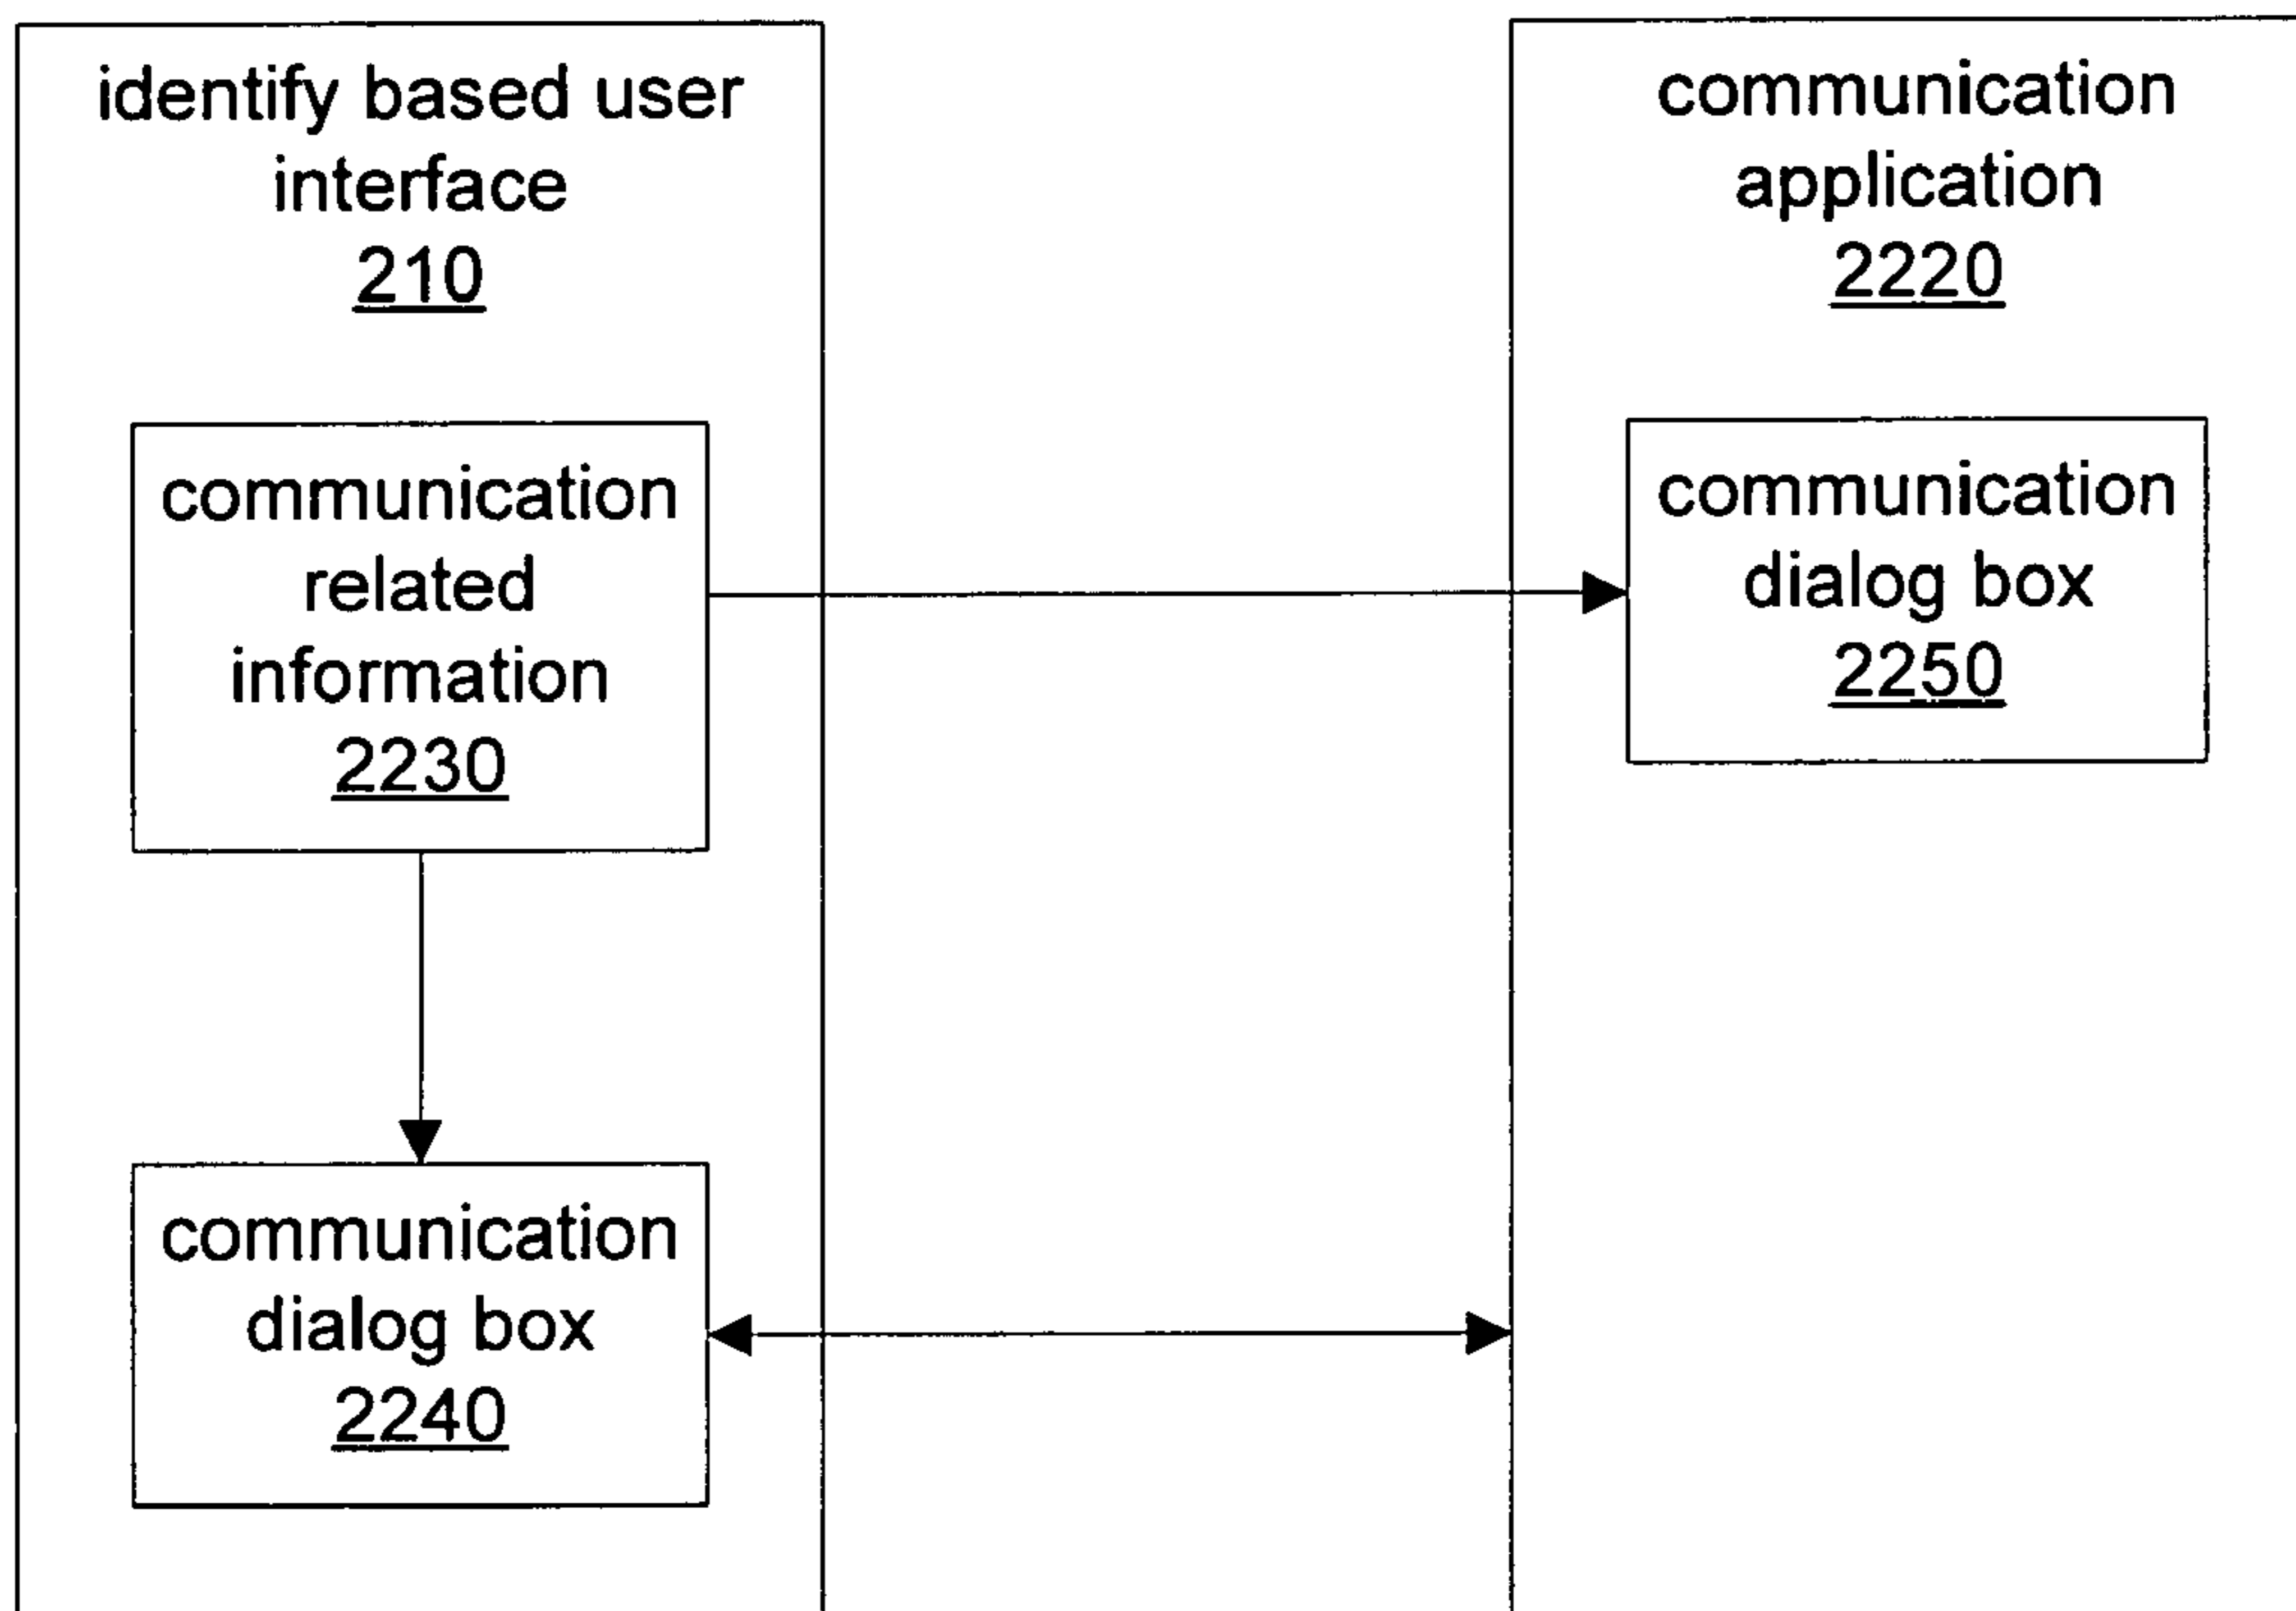 identify based user
interface
210
communication
related
information
2230
communication
dialog box
2240
communication
application
2220
communication
dialog box
2250